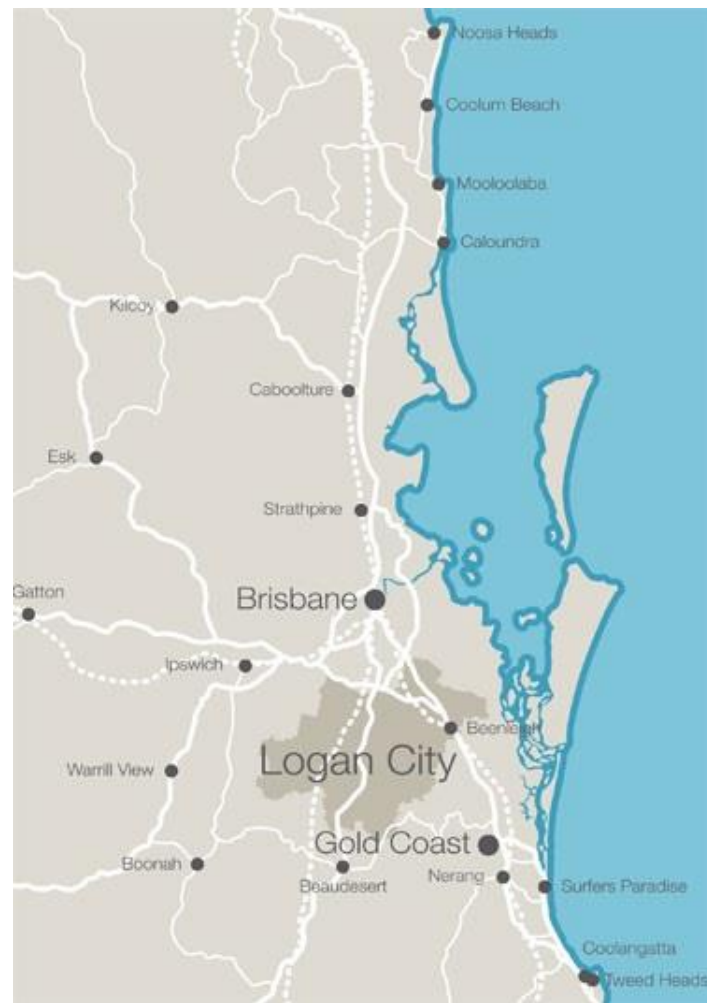 Noosa Heads
Coolum Beach
Mooloolaba
Caloundra
Kilcoy
Caboolture
Esk
Strathpine
Brisbane
Gatton
Ipswich
Beenleigh
Logan City
Warrill View
Gold Coast
Boonah
Beaudesert
Nerang
Surfers Paradise
Coolangatta
Tweed Heads